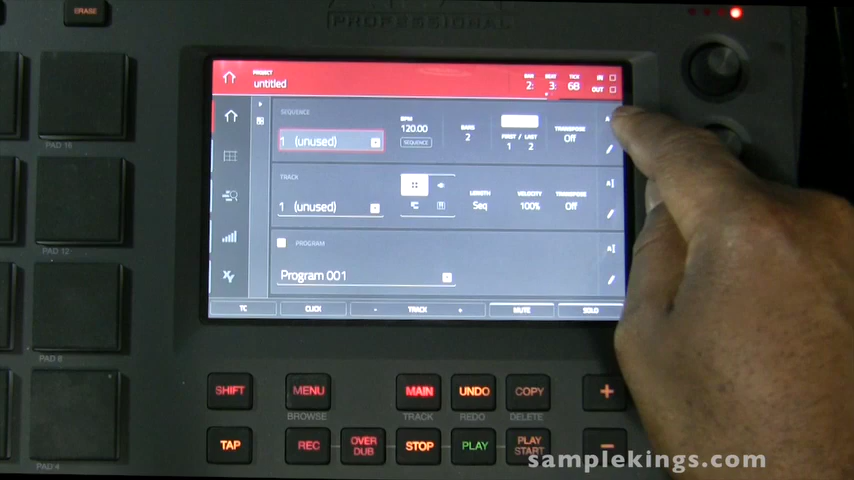 ERASE
PROFESSIONAL
PROJECT
untitled
BAR BEAT TICK
2: 3: 68
IN
OUT
SEQUENCE
1 (unused)
BPM
120.00
SEQUENCE
BARS
2
FIRST / LAST
1 2
TRANSPOSE
Off
TRACK
1 (unused)
LENGTH
Seq
VELOCITY
100%
TRANSPOSE
Off
PROGRAM
Program 001
TC CLICK - TRACK + MUTE SOLO
PAD 16
PAD 12
PAD 8
PAD 4
SHIFT MENU MAIN UNDO COPY +
BROWSE TRACK REDO DELETE
TAP REC OVER DUB STOP PLAY PLAY START −
samplekings.com